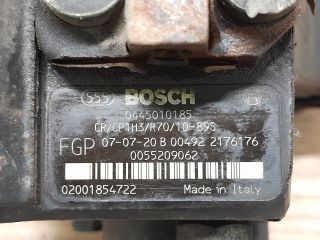 BOSCH
0445010185
CR/CP1H3/R70/10-89S
FGP 07-07-20 B 00492 2176176
0055209062
02001854722 Made in Italy